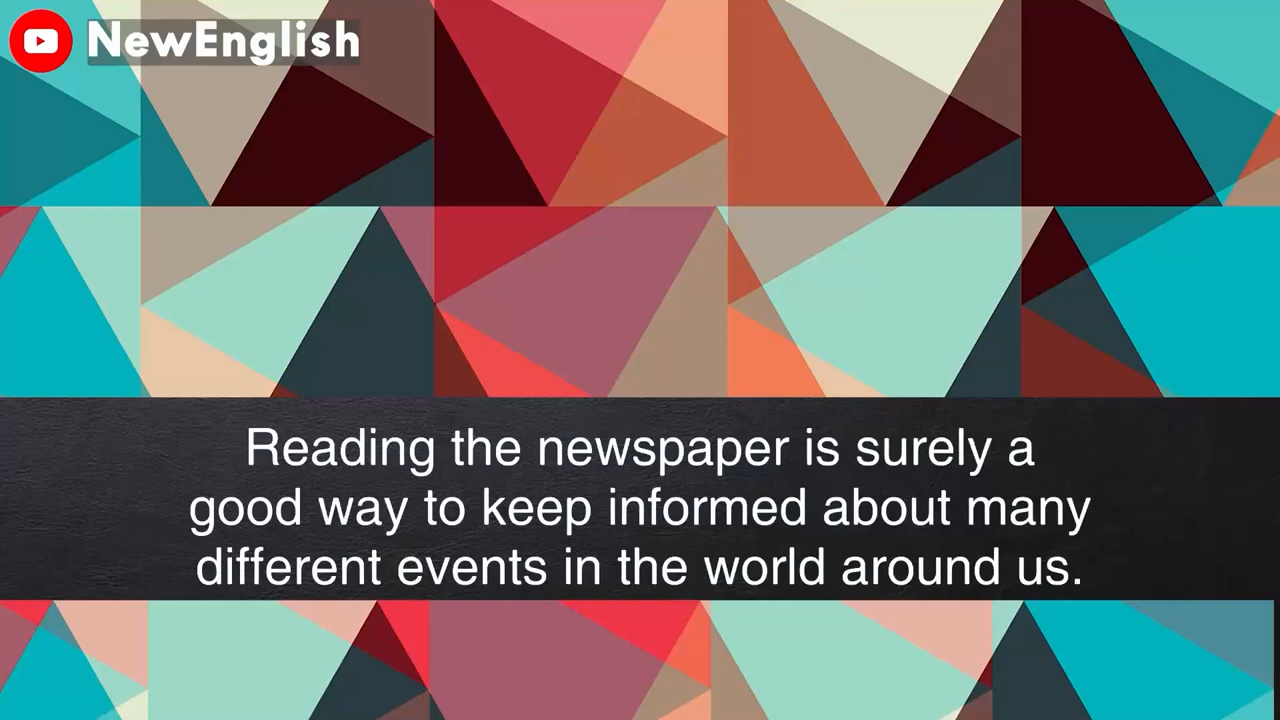 NewEnglish
Reading the newspaper is surely a
good way to keep informed about many
different events in the world around us.